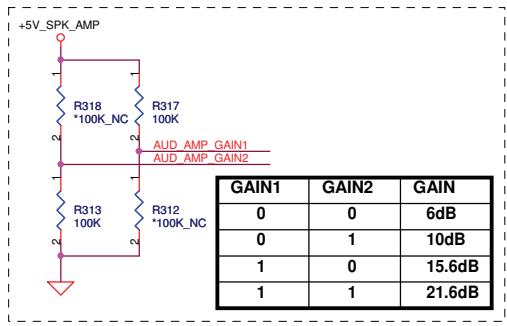 +5V_SPK_AMP
1
1
R318
*100K_NC
R317
100K
2
2
AUD_AMP_GAIN1
AUD_AMP_GAIN2
1
1
R313
100K
R312
*100K_NC
2
2
GAIN1 GAIN2 GAIN
0 0 6dB
0 1 10dB
1 0 15.6dB
1 1 21.6dB